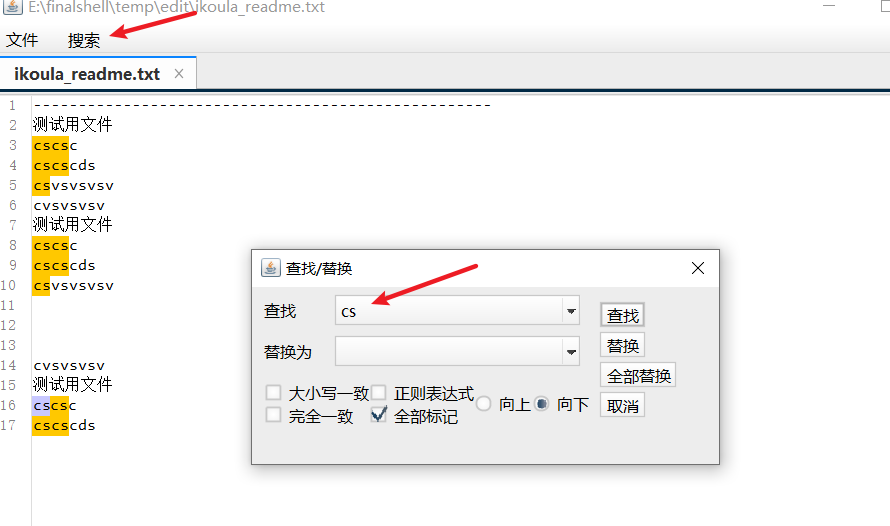 E:\finalshell\temp\edit\ikoula_readme.txt
文件 搜索
ikoula_readme.txt ×
1 ---------------------------------------------------
2 测试用文件
3 cscsc
4 cscscds
5 csvsvsvsv
6 cvsvsvsv
7 测试用文件
8 cscsc
9 cscscds
10 csvsvsvsv
11
12
13
14 cvsvsvsv
15 测试用文件
16 cscsc
17 cscscds
查找/替换
查找 cs 查找
替换为 替换
全部替换
大小写一致 正则表达式 向上 向下 取消
完全一致 全部标记